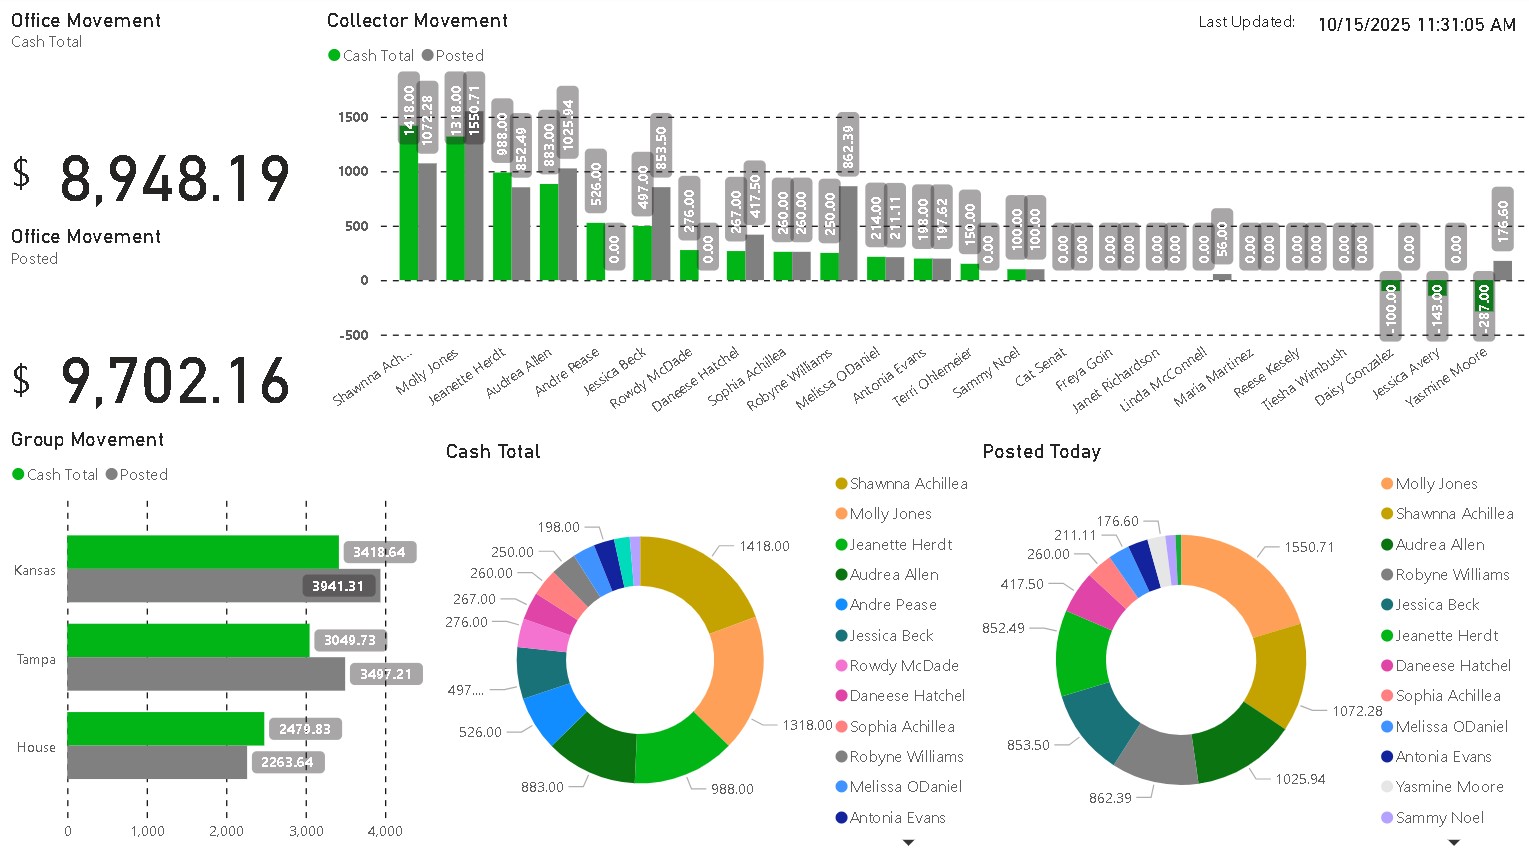 Office Movement
Cash Total
$ 8,948.19
Office Movement
Posted
$ 9,702.16
Collector Movement
Cash Total Posted
Last Updated: 10/15/2025 11:31:05 AM
1500
1000
500
0
-500
1418.00 1072.28 1318.00 1550.71 988.00 852.49 883.00 1025.94 526.00 0.00 497.00 853.50 276.00 0.00 267.00 417.50 260.00 260.00 250.00 862.39 214.00 211.11 198.00 197.62 150.00 0.00 100.00 100.00 0.00 0.00 0.00 0.00 0.00 0.00 0.00 56.00 0.00 0.00 0.00 0.00 0.00 0.00 -100.00 0.00 -143.00 0.00 -287.00 176.60
Shawnna Ach...
Molly Jones
Jeanette Herdt
Audrea Allen
Andre Pease
Jessica Beck
Rowdy McDade
Daneese Hatchel
Sophia Achillea
Robyne Williams
Melissa ODaniel
Antonia Evans
Terri Ohlemeier
Sammy Noel
Cat Senat
Freya Goin
Janet Richardson
Linda McConnell
Maria Martinez
Reese Kesely
Tiesha Wimbush
Daisy Gonzalez
Jessica Avery
Yasmine Moore
Group Movement
Cash Total Posted
Kansas
3418.64
3941.31
Tampa
3049.73
3497.21
House
2479.83
2263.64
0 1,000 2,000 3,000 4,000
Cash Total
1418.00
1318.00
988.00
883.00
526.00
497....
276.00
267.00
260.00
250.00
198.00
Shawnna Achillea
Molly Jones
Jeanette Herdt
Audrea Allen
Andre Pease
Jessica Beck
Rowdy McDade
Daneese Hatchel
Sophia Achillea
Robyne Williams
Melissa ODaniel
Antonia Evans
Posted Today
1550.71
1072.28
1025.94
862.39
853.50
852.49
417.50
260.00
211.11
176.60
Molly Jones
Shawnna Achillea
Audrea Allen
Robyne Williams
Jessica Beck
Jeanette Herdt
Daneese Hatchel
Sophia Achillea
Melissa ODaniel
Antonia Evans
Yasmine Moore
Sammy Noel